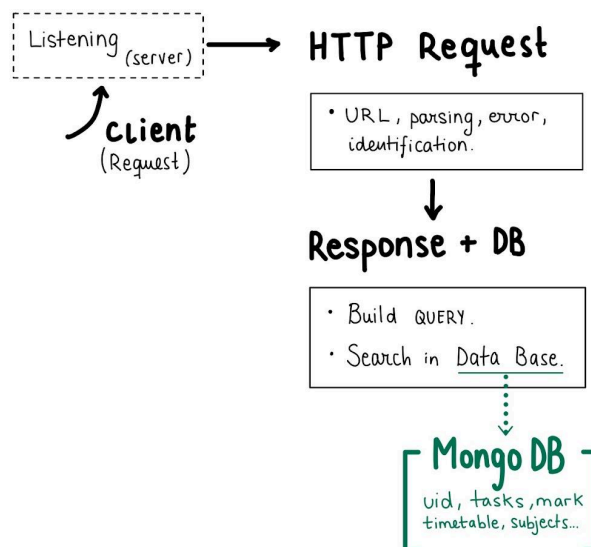 Listening
(server)
HTTP Request
Client
(Request)
• URL, parsing, error,
identification.
Response + DB
• Build QUERY.
• Search in Data Base.
Mongo DB
uid, tasks, mark
timetable, subjects...